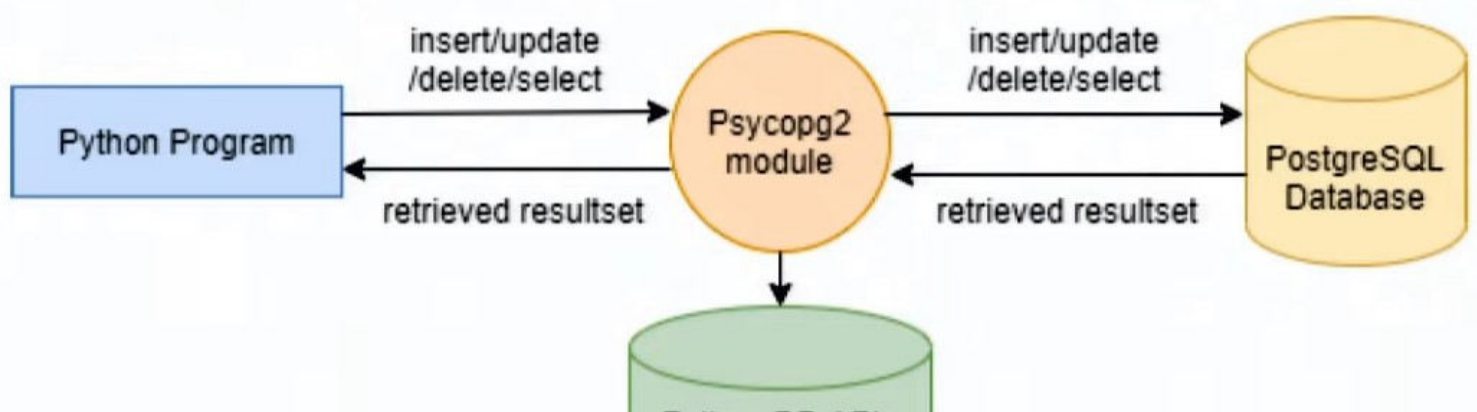 insert/update
/delete/select
insert/update
/delete/select
Python Program
Psycopg2
module
PostgreSQL
Database
retrieved resultset
retrieved resultset